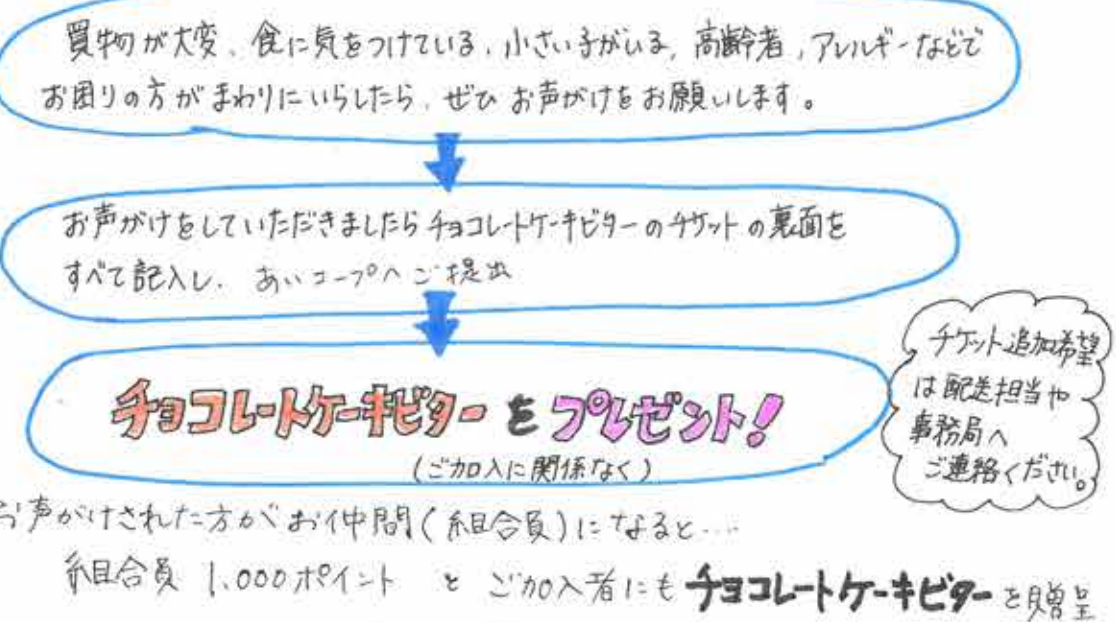 買物が大変、食に気をつけている、小さい子がいる、高齢者、アレルギーなどで
お困りの方がまわりにいらしたら、ぜひお声がけをお願いします。
お声がけをしていただきましたらチョコレートケーキビターのチケットの裏面を
すべて記入し、あいコープへご提出
チョコレートケーキビターをプレゼント!
(ご加入に関係なく)
チケット追加希望
は配送担当や
事務局へ
ご連絡ください。
お声がけされた方がお仲間(組合員)になると…
組合員 1,000ポイント とご加入者にもチョコレートケーキビターを贈呈